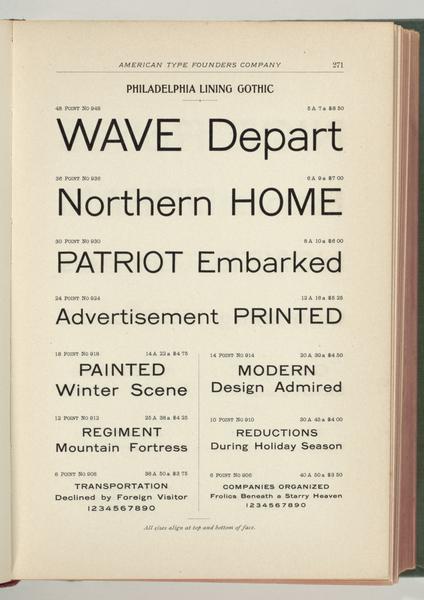 AMERICAN TYPE FOUNDERS COMPANY 271
PHILADELPHIA LINING GOTHIC
48 POINT NO 948 5 A 7 a $8 50
WAVE Depart
36 POINT NO 936 6 A 9 a $7 00
Northern HOME
30 POINT NO 930 8 A 10 a $6 00
PATRIOT Embarked
24 POINT NO 924 12 A 16 a $5 25
Advertisement PRINTED
18 POINT NO 918 14 A 22 a $4 75
PAINTED
Winter Scene
14 POINT NO 914 20 A 30 a $4 50
MODERN
Design Admired
12 POINT NO 912 25 A 38 a $4 25
REGIMENT
Mountain Fortress
10 POINT NO 910 30 A 45 a $4 00
REDUCTIONS
During Holiday Season
8 POINT NO 908 36 A 50 a $3 75
TRANSPORTATION
Declined by Foreign Visitor
1234567890
6 POINT NO 906 40 A 50 a $3 50
COMPANIES ORGANIZED
Frolics Beneath a Starry Heaven
1234567890
All sizes align at top and bottom of face.